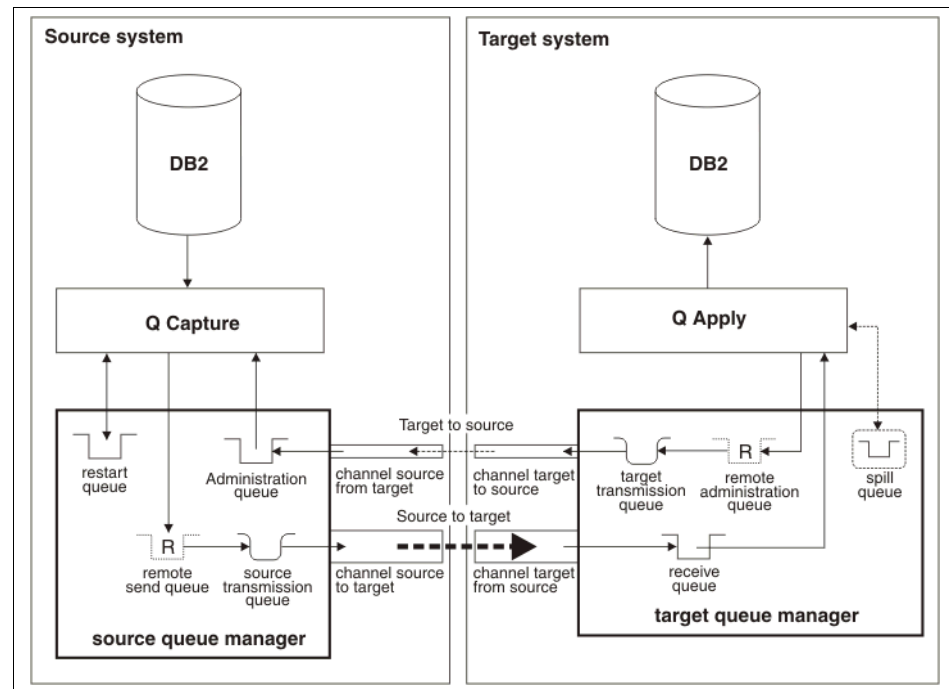 Source system
Target system
DB2
DB2
Q Capture
Q Apply
Target to source
restart
queue
Administration
queue
channel source
from target
channel target
to source
target
transmission
queue
R
remote
administration
queue
spill
queue
Source to target
R
remote
send queue
source
transmission
queue
channel source
to target
channel target
from source
receive
queue
source queue manager
target queue manager